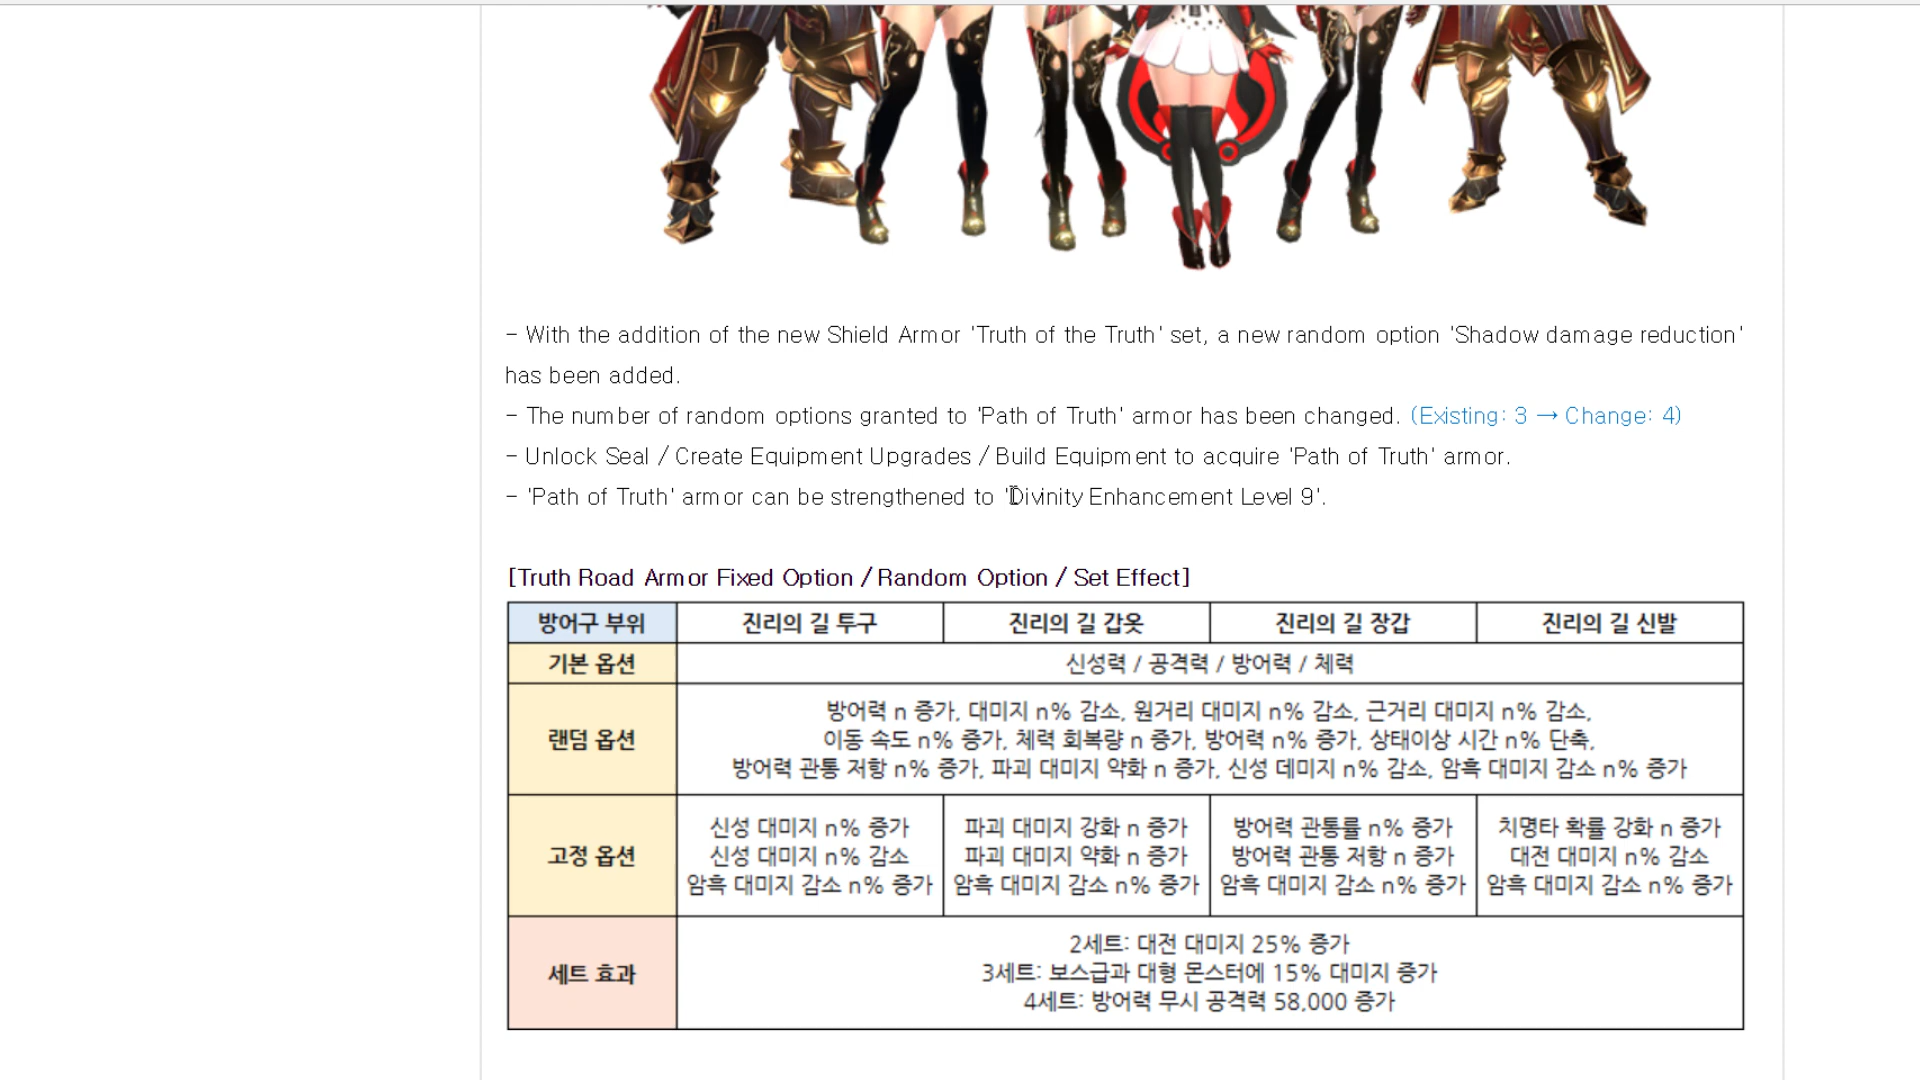 - With the addition of the new Shield Armor 'Truth of the Truth' set, a new random option 'Shadow damage reduction'
has been added.
- The number of random options granted to 'Path of Truth' armor has been changed. (Existing: 3 → Change: 4)
- Unlock Seal / Create Equipment Upgrades / Build Equipment to acquire 'Path of Truth' armor.
- 'Path of Truth' armor can be strengthened to 'Divinity Enhancement Level 9'.
[Truth Road Armor Fixed Option / Random Option / Set Effect]
방어구 부위 진리의 길 투구 진리의 길 갑옷 진리의 길 장갑 진리의 길 신발
기본 옵션 신성력 / 공격력 / 방어력 / 체력
랜덤 옵션
방어력 n 증가, 대미지 n% 감소, 원거리 대미지 n% 감소, 근거리 대미지 n% 감소,
이동 속도 n% 증가, 체력 회복량 n 증가, 방어력 n% 증가, 상태이상 시간 n% 단축,
방어력 관통 저항 n% 증가, 파괴 대미지 약화 n 증가, 신성 데미지 n% 감소, 암흑 대미지 감소 n% 증가
고정 옵션
신성 대미지 n% 증가
신성 대미지 n% 감소
암흑 대미지 감소 n% 증가
파괴 대미지 강화 n 증가
파괴 대미지 약화 n 증가
암흑 대미지 감소 n% 증가
방어력 관통률 n% 증가
방어력 관통 저항 n 증가
암흑 대미지 감소 n% 증가
치명타 확률 강화 n 증가
대전 대미지 n% 감소
암흑 대미지 감소 n% 증가
세트 효과
2세트: 대전 대미지 25% 증가
3세트: 보스급과 대형 몬스터에 15% 대미지 증가
4세트: 방어력 무시 공격력 58,000 증가